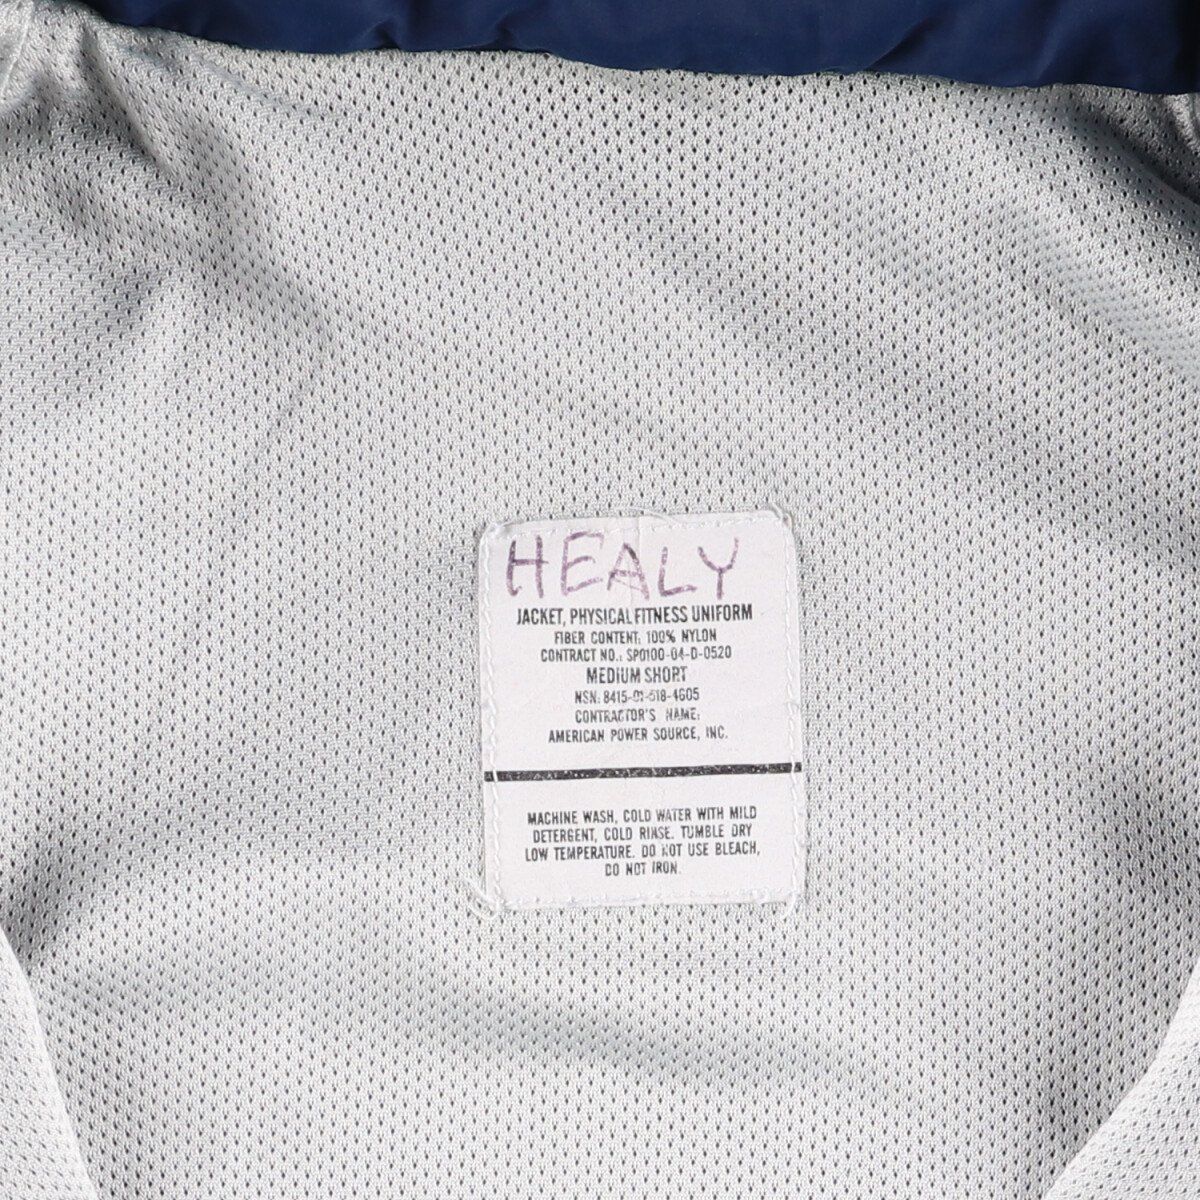 HEALY
JACKET, PHYSICAL FITNESS UNIFORM
FIBER CONTENT: 100% NYLON
CONTRACT NO.: SP0100-04-D-0520
MEDIUM SHORT
NSN: 8415-01-518-4605
CONTRACTOR'S NAME:
AMERICAN POWER SOURCE, INC.
MACHINE WASH, COLD WATER WITH MILD
DETERGENT, COLD RINSE. TUMBLE DRY
LOW TEMPERATURE. DO NOT USE BLEACH,
DO NOT IRON.